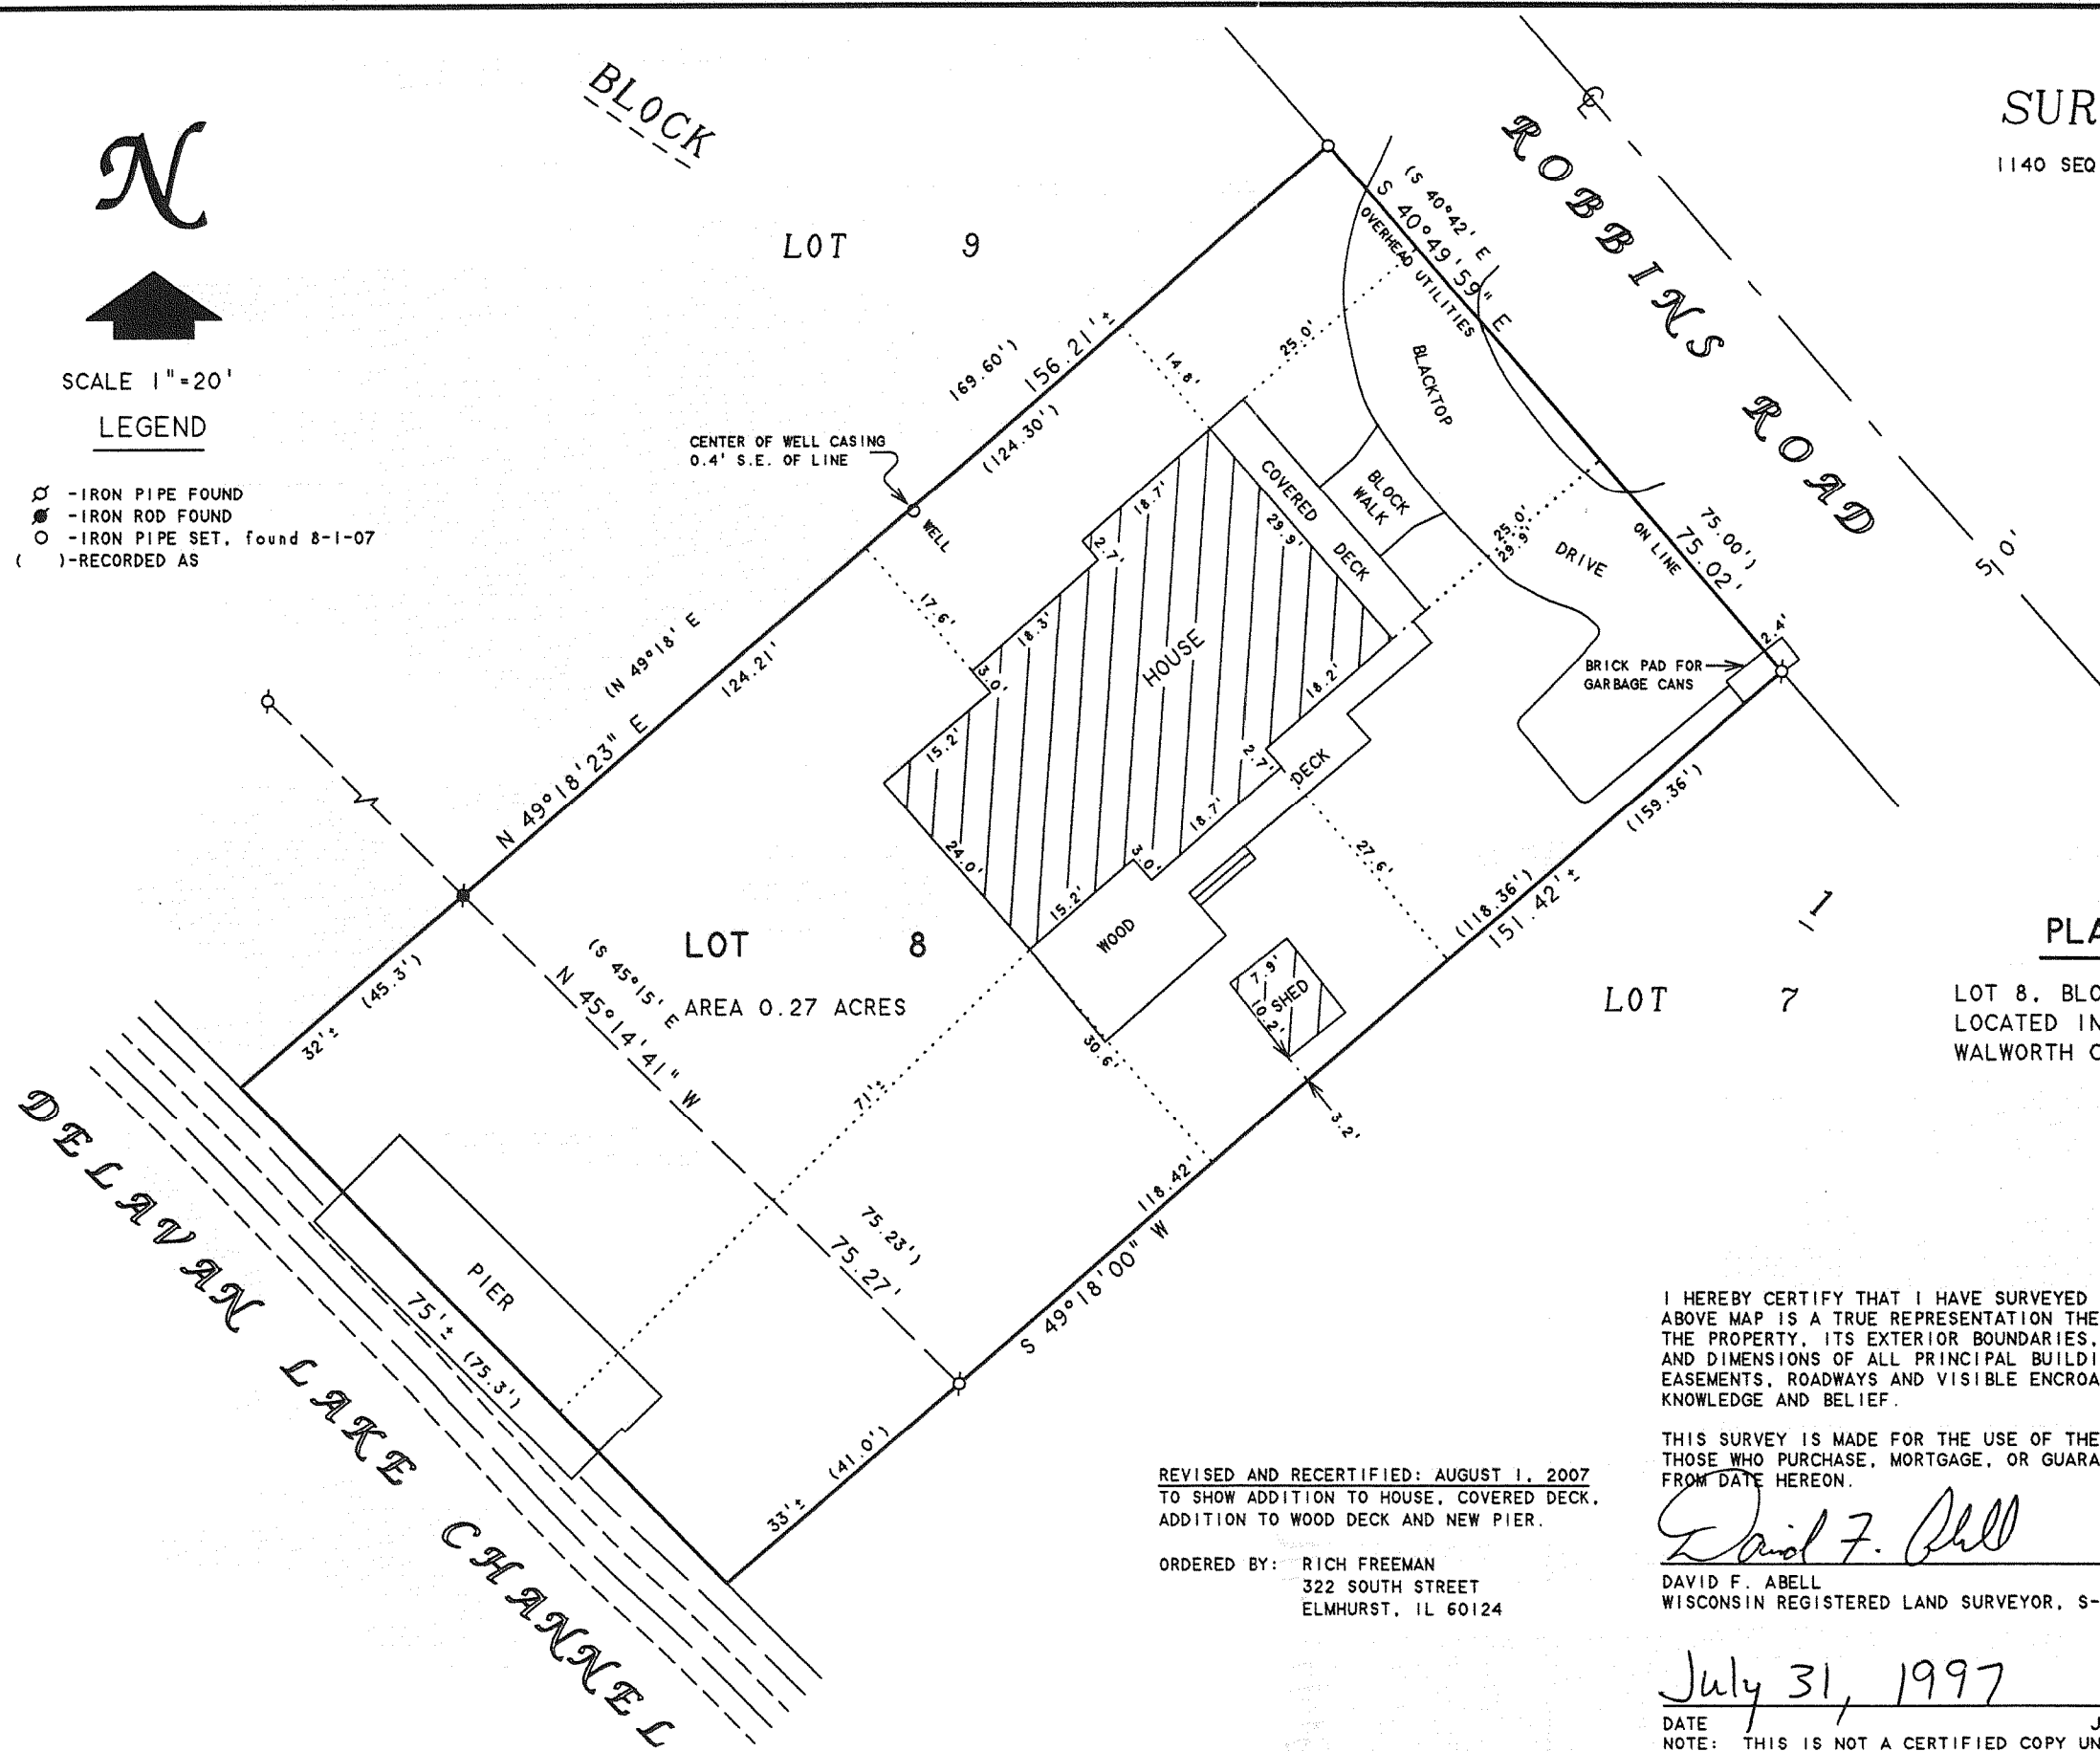 BLOCK
N
SCALE 1"=20'
LEGEND
-IRON PIPE FOUND
-IRON ROD FOUND
-IRON PIPE SET, found 8-1-07
( )-RECORDED AS
LOT 9
CENTER OF WELL CASING
0.4' S.E. OF LINE
WELL
169.60')
156.21'±
(124.30')
(N 49°18' E
124.21'
N 49°18'23" E
14.8'
25.0'
17.6'
(S 40°42' E
S 40°49'59" E
OVERHEAD UTILITIES
75.00')
75.02'
ON LINE
ROBBINS ROAD
50'
BLACKTOP
DRIVE
BLOCK
WALK
COVERED DECK
25.0'
29.9'
2.4'
BRICK PAD FOR
GARBAGE CANS
HOUSE
18.7'
2.7'
18.3'
3.0'
15.2'
24.0'
29.9'
18.2'
2.7'
18.7'
3.0'
15.2'
DECK
WOOD
27.6'
7.9'
SHED
10.2'
30.6'
3.2'
(159.36')
(118.36')
151.42'±
118.42'
S 49°18'00" W
1
LOT 7
LOT 8
AREA 0.27 ACRES
(S 45°15' E
N 45°14'41" W
75.23')
75.27'
71'±
(45.3')
32'±
PIER
75'±
(75.3')
(41.0')
33'±
DELAVAN LAKE CHANNEL
SUR
1140 SEQ
PLA
LOT 8, BLO
LOCATED IN
WALWORTH C
I HEREBY CERTIFY THAT I HAVE SURVEYED
ABOVE MAP IS A TRUE REPRESENTATION THE
THE PROPERTY, ITS EXTERIOR BOUNDARIES,
AND DIMENSIONS OF ALL PRINCIPAL BUILDI
EASEMENTS, ROADWAYS AND VISIBLE ENCROA
KNOWLEDGE AND BELIEF.
THIS SURVEY IS MADE FOR THE USE OF THE
THOSE WHO PURCHASE, MORTGAGE, OR GUARA
FROM DATE HEREON.
David F. Abell
DAVID F. ABELL
WISCONSIN REGISTERED LAND SURVEYOR, S-
July 31, 1997
DATE J
NOTE: THIS IS NOT A CERTIFIED COPY UN
REVISED AND RECERTIFIED: AUGUST 1, 2007
TO SHOW ADDITION TO HOUSE, COVERED DECK,
ADDITION TO WOOD DECK AND NEW PIER.
ORDERED BY: RICH FREEMAN
322 SOUTH STREET
ELMHURST, IL 60124